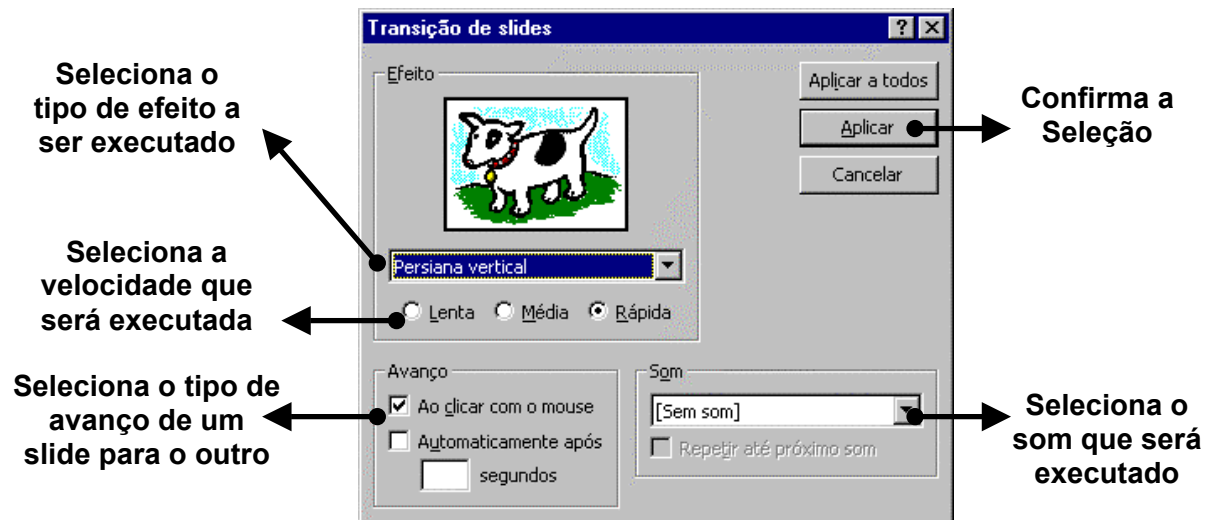 Transição de slides
Seleciona o
tipo de efeito a
ser executado
Efeito
Aplicar a todos
Aplicar
Cancelar
Confirma a
Seleção
Seleciona a
velocidade que
será executada
Persiana vertical
Lenta Média Rápida
Seleciona o tipo de
avanço de um
slide para o outro
Avanço
Ao clicar com o mouse
Automaticamente após
segundos
Som
[Sem som]
Repetir até próximo som
Seleciona o
som que será
executado